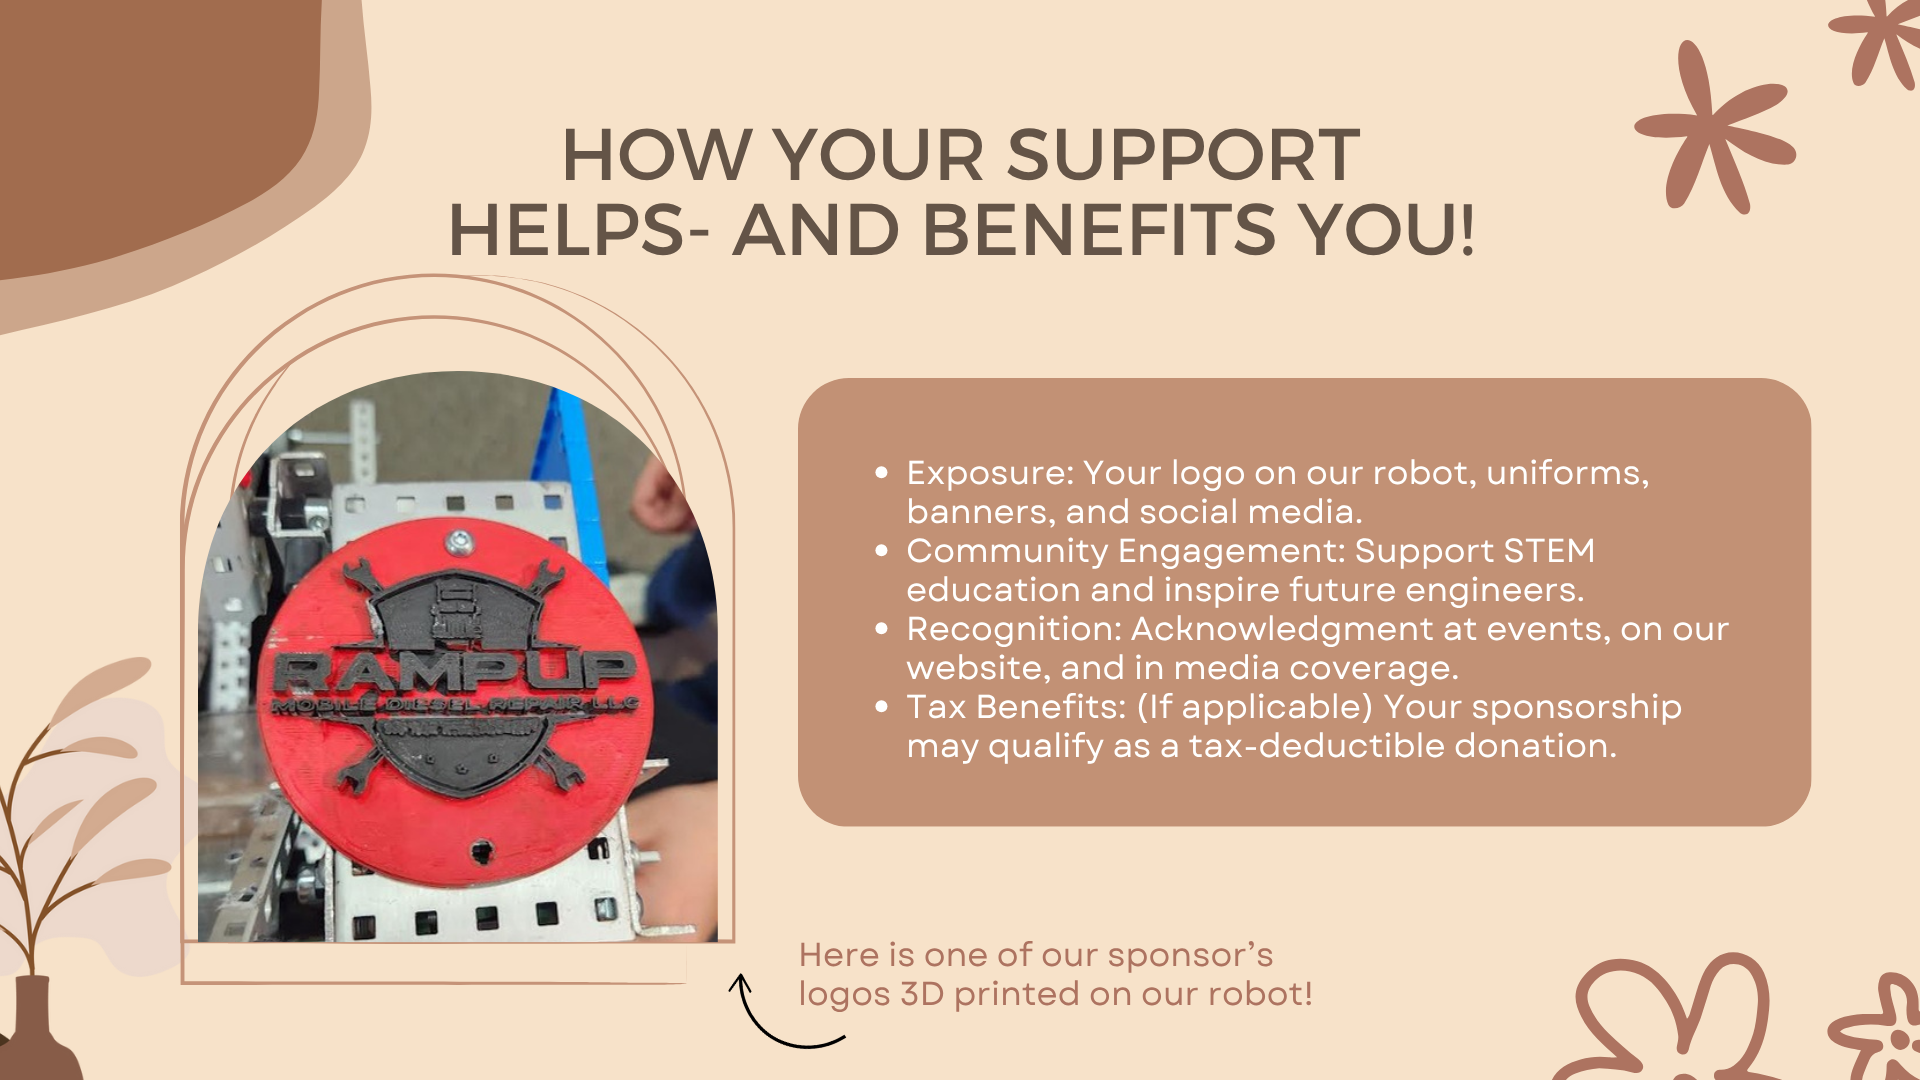 HOW YOUR SUPPORT
HELPS- AND BENEFITS YOU!
RAMPUP
MOBILE DIESEL REPAIR LLC
• Exposure: Your logo on our robot, uniforms,
banners, and social media.
• Community Engagement: Support STEM
education and inspire future engineers.
• Recognition: Acknowledgment at events, on our
website, and in media coverage.
• Tax Benefits: (If applicable) Your sponsorship
may qualify as a tax-deductible donation.
Here is one of our sponsor’s
logos 3D printed on our robot!